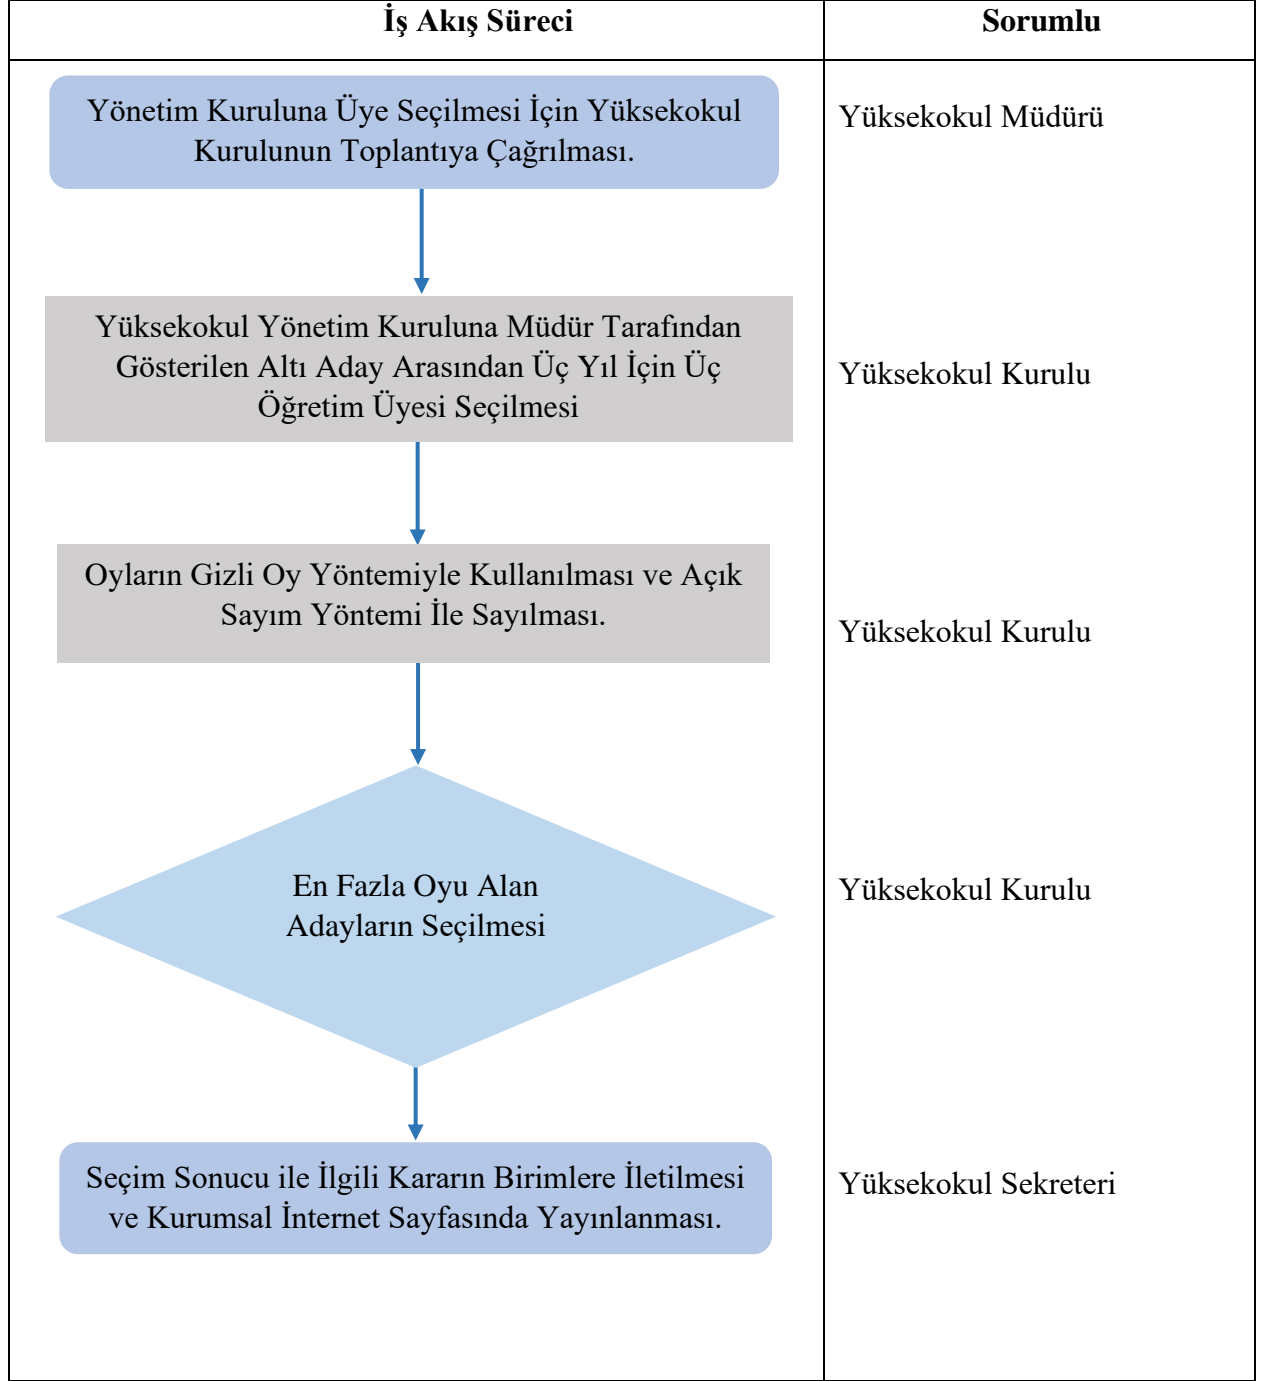 İş Akış Süreci
Sorumlu
Yönetim Kuruluna Üye Seçilmesi İçin Yüksekokul
Kurulunun Toplantıya Çağrılması.
Yüksekokul Müdürü
Yüksekokul Yönetim Kuruluna Müdür Tarafından
Gösterilen Altı Aday Arasından Üç Yıl İçin Üç
Öğretim Üyesi Seçilmesi
Yüksekokul Kurulu
Oyların Gizli Oy Yöntemiyle Kullanılması ve Açık
Sayım Yöntemi İle Sayılması.
Yüksekokul Kurulu
En Fazla Oyu Alan
Adayların Seçilmesi
Yüksekokul Kurulu
Seçim Sonucu ile İlgili Kararın Birimlere İletilmesi
ve Kurumsal İnternet Sayfasında Yayınlanması.
Yüksekokul Sekreteri